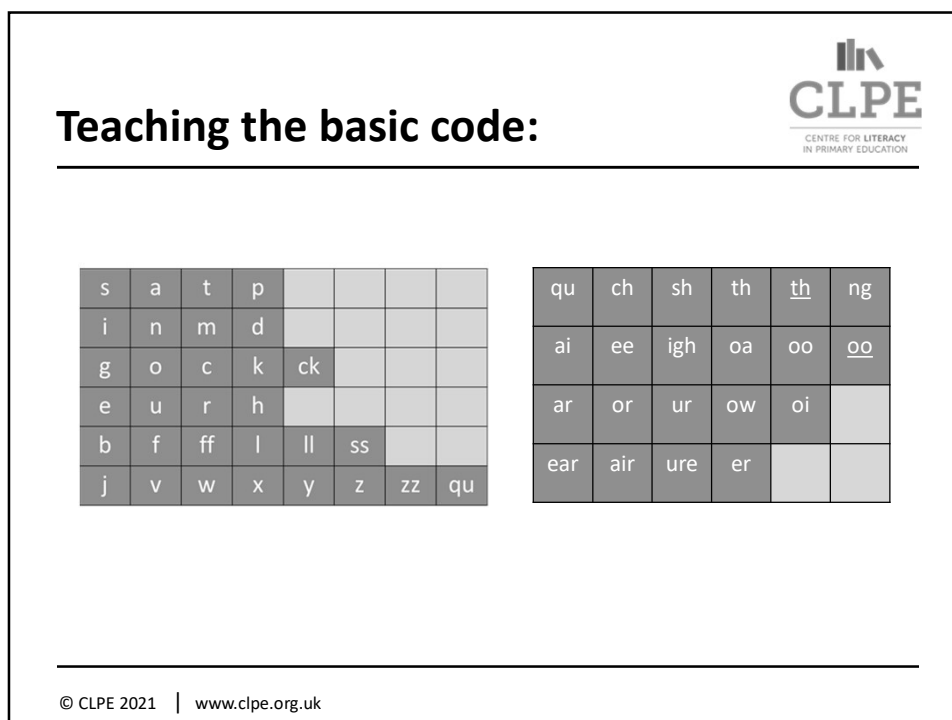 CLPE
CENTRE FOR LITERACY
IN PRIMARY EDUCATION
Teaching the basic code:
s a t p
i n m d
g o c k ck
e u r h
b f ff l ll ss
j v w x y z zz qu
qu ch sh th th ng
ai ee igh oa oo oo
ar or ur ow oi
ear air ure er
© CLPE 2021 | www.clpe.org.uk